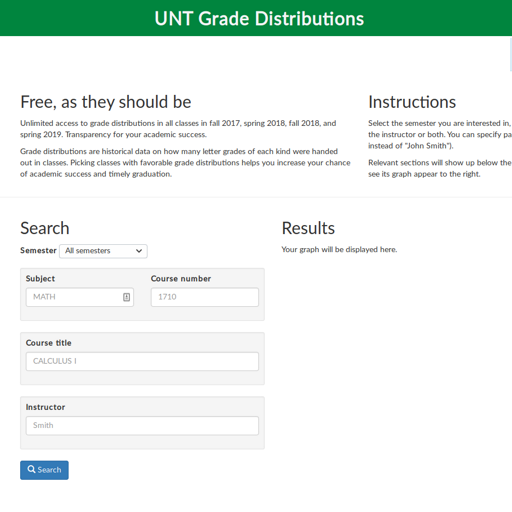 UNT Grade Distributions
Free, as they should be
Unlimited access to grade distributions in all classes in fall 2017, spring 2018, fall 2018, and
spring 2019. Transparency for your academic success.
Grade distributions are historical data on how many letter grades of each kind were handed
out in classes. Picking classes with favorable grade distributions helps you increase your chance
of academic success and timely graduation.
Instructions
Select the semester you are interested in,
the instructor or both. You can specify pa
instead of "John Smith").
Relevant sections will show up below the
see its graph appear to the right.
Search
Semester All semesters
Subject Course number
MATH 1710
Course title
CALCULUS I
Instructor
Smith
Search
Results
Your graph will be displayed here.